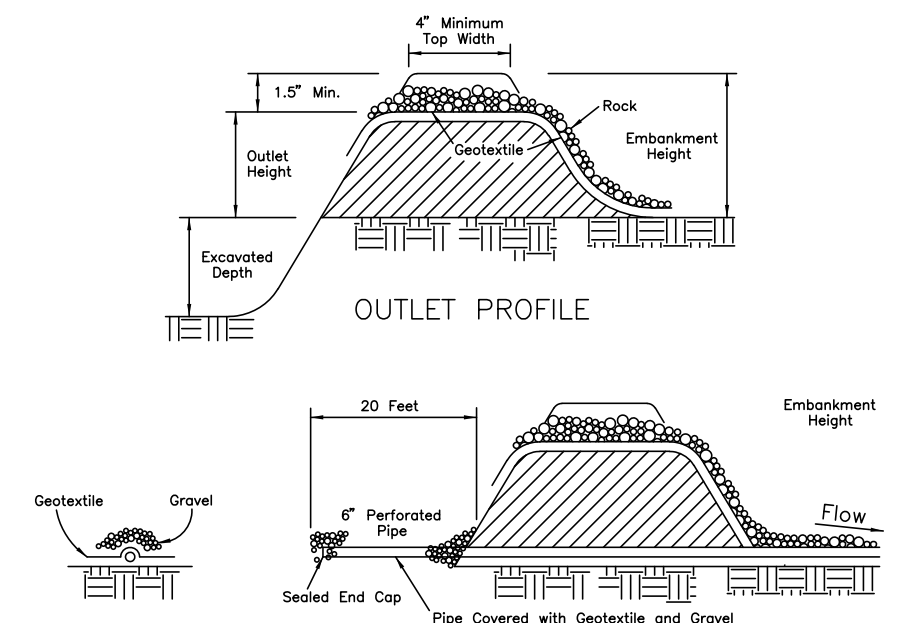 4" Minimum
Top Width
1.5" Min.
Rock
Outlet
Height
Geotextile
Embankment
Height
Excavated
Depth
OUTLET PROFILE
20 Feet
Embankment
Height
Geotextile
Gravel
6" Perforated
Pipe
Flow
Sealed End Cap
Pipe Covered with Geotextile and Gravel